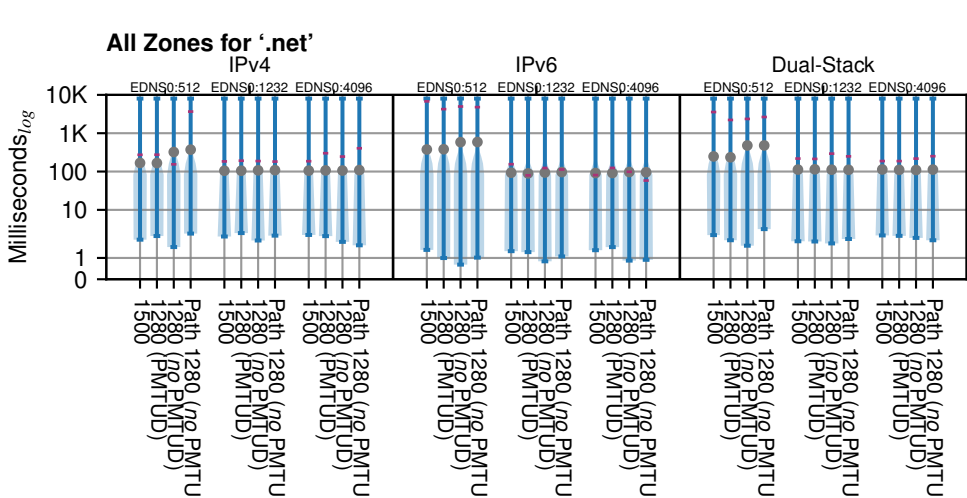 All Zones for ‘.net’
IPv4
IPv6
Dual-Stack
EDNS0:512
EDNS0:1232
EDNS0:4096
EDNS0:512
EDNS0:1232
EDNS0:4096
EDNS0:512
EDNS0:1232
EDNS0:4096
Milliseconds_log
10K
1K
100
10
1
0
1500
1280 (PMTUD)
1280 (no PMTUD)
Path 1280 (no PMTU
1500
1280 (PMTUD)
1280 (no PMTUD)
Path 1280 (no PMTU
1500
1280 (PMTUD)
1280 (no PMTUD)
Path 1280 (no PMTU
1500
1280 (PMTUD)
1280 (no PMTUD)
Path 1280 (no PMTU
1500
1280 (PMTUD)
1280 (no PMTUD)
Path 1280 (no PMTU
1500
1280 (PMTUD)
1280 (no PMTUD)
Path 1280 (no PMTU
1500
1280 (PMTUD)
1280 (no PMTUD)
Path 1280 (no PMTU
1500
1280 (PMTUD)
1280 (no PMTUD)
Path 1280 (no PMTU
1500
1280 (PMTUD)
1280 (no PMTUD)
Path 1280 (no PMTU